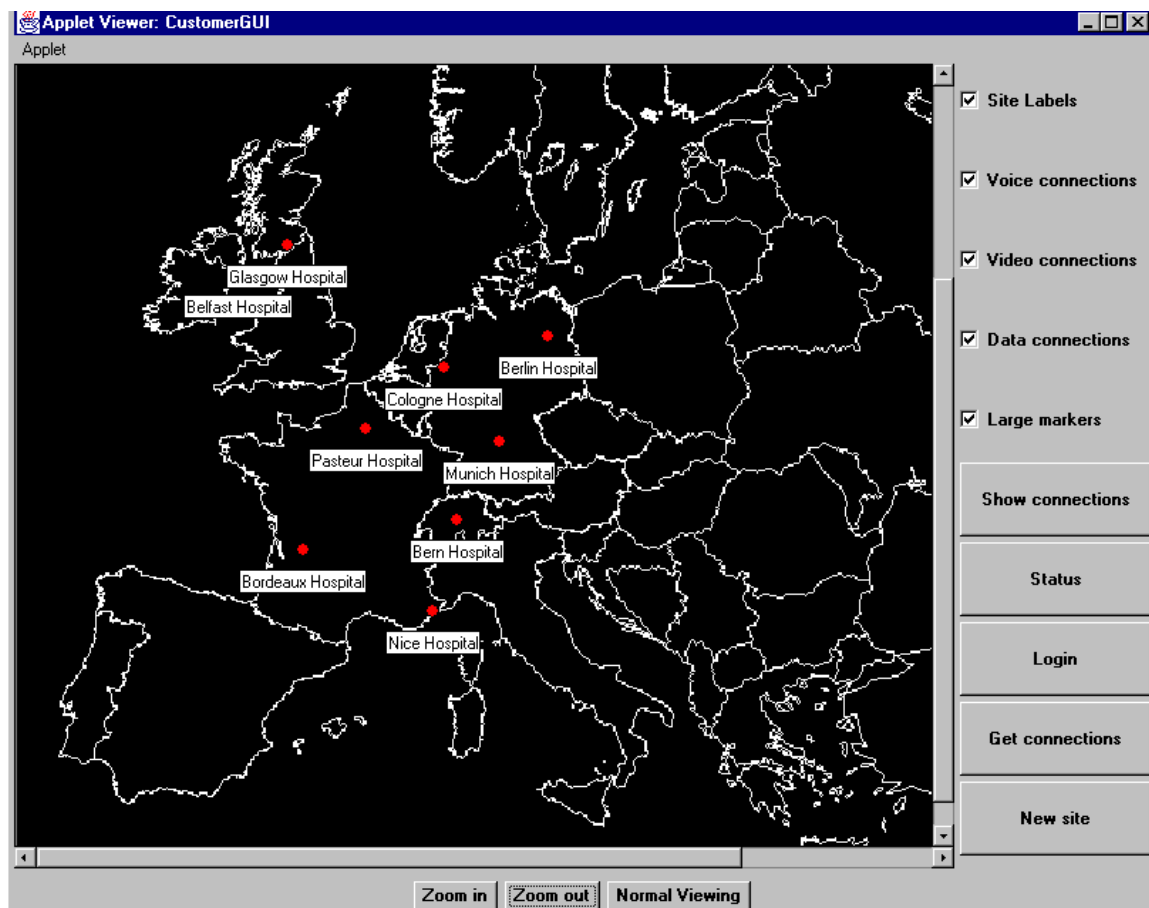 Applet Viewer: CustomerGUI
Applet
Site Labels
Voice connections
Glasgow Hospital
Video connections
Belfast Hospital
Data connections
Berlin Hospital
Cologne Hospital
Large markers
Pasteur Hospital
Munich Hospital
Show connections
Bern Hospital
Bordeaux Hospital
Status
Nice Hospital
Login
Get connections
New site
Zoom in
Zoom out
Normal Viewing